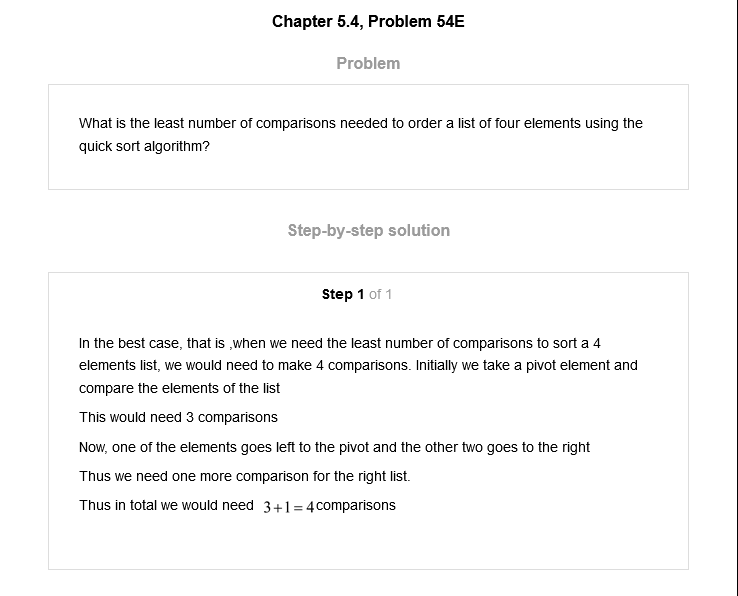 Chapter 5.4, Problem 54E
Problem
What is the least number of comparisons needed to order a list of four elements using the
quick sort algorithm?
Step-by-step solution
Step 1 of 1
In the best case, that is ,when we need the least number of comparisons to sort a 4
elements list, we would need to make 4 comparisons. Initially we take a pivot element and
compare the elements of the list
This would need 3 comparisons
Now, one of the elements goes left to the pivot and the other two goes to the right
Thus we need one more comparison for the right list.
Thus in total we would need 3+1=4 comparisons